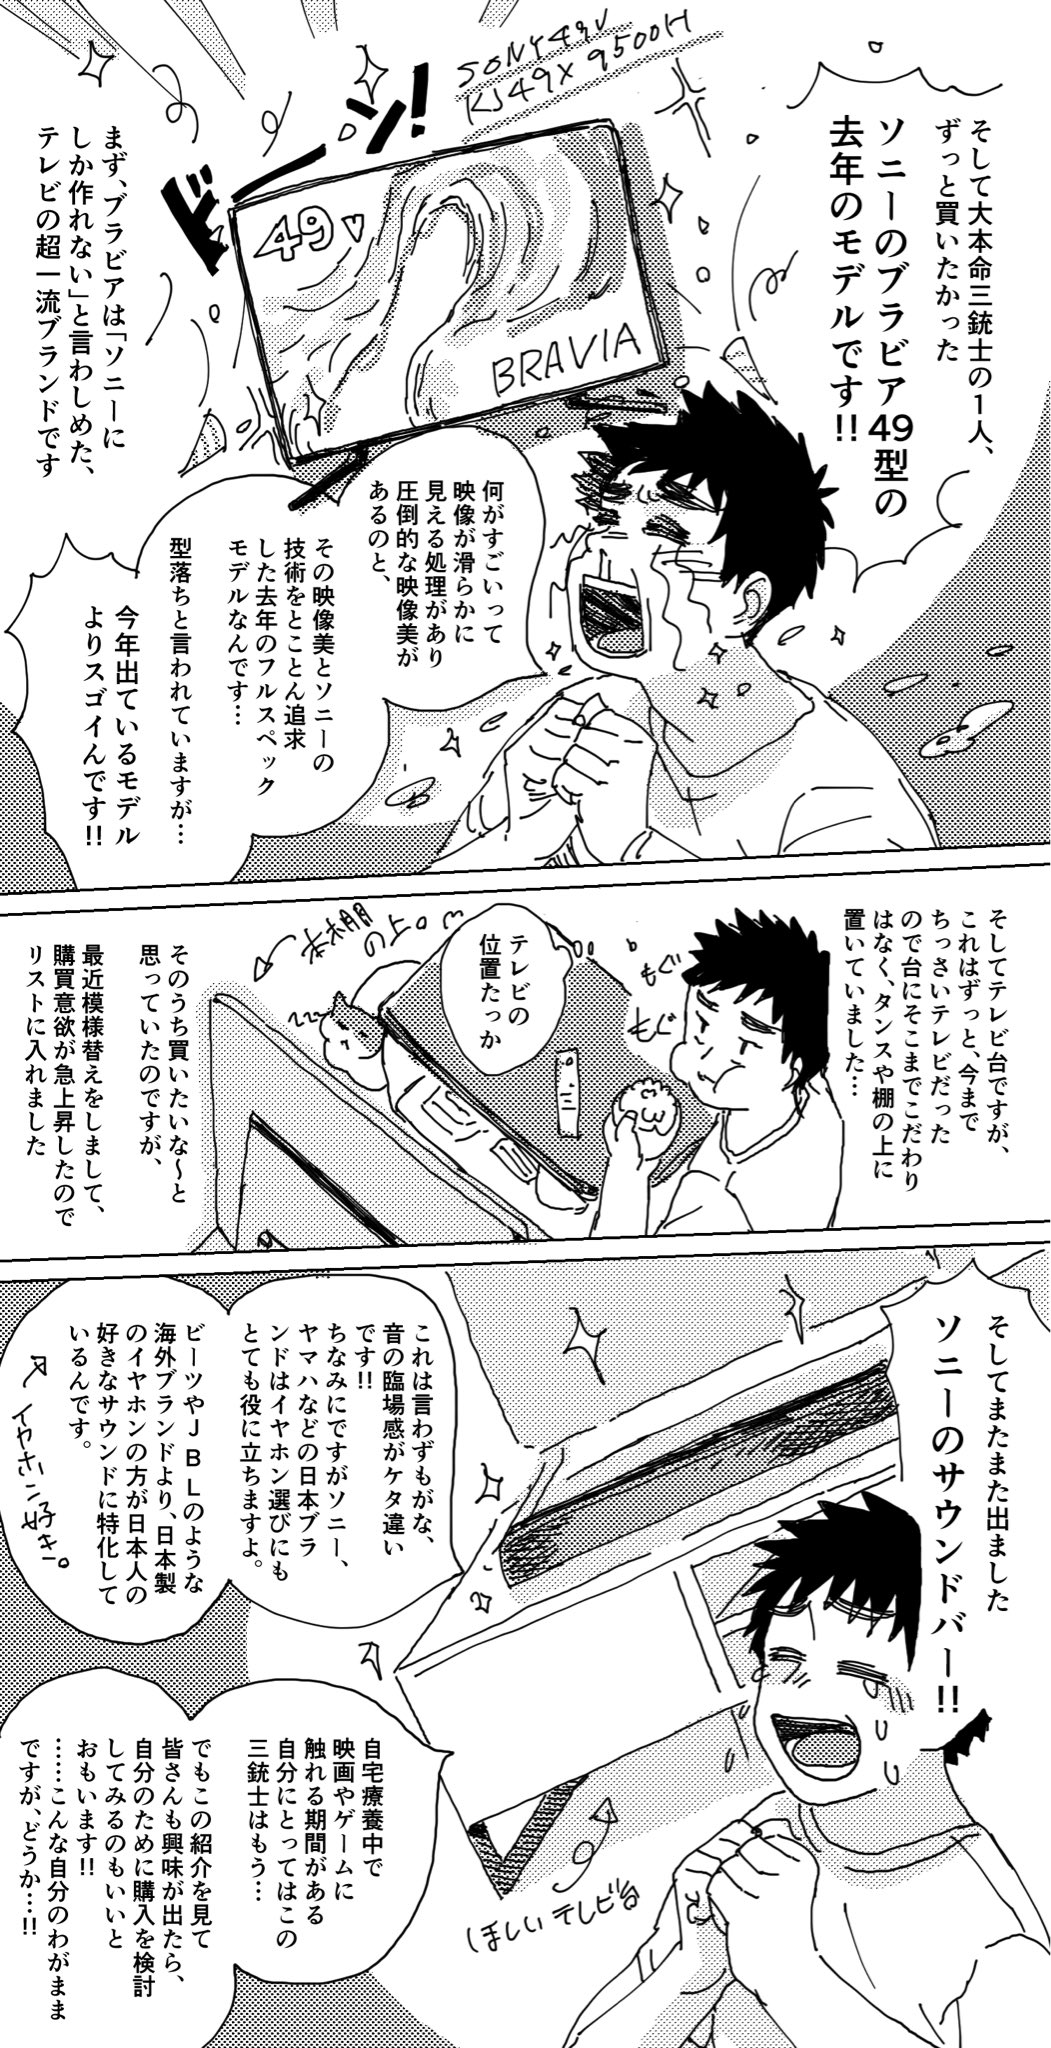 そして大本命三銃士の1人、
ずっと買いたかった
ソニーのブラビア49型の
去年のモデルです!!
SONY49V
KJ49X9500H
ドーン!
49V
BRAVIA
まず、ブラビアは「ソニーに
しか作れない」と言わしめた、
テレビの超一流ブランドです
何がすごいって
映像が滑らかに
見える処理があり
圧倒的な映像美が
あるのと、
その映像美とソニーの
技術をとことん追求
した去年のフルスペック
モデルなんです…
型落ちと言われていますが…
今年出ているモデル
よりスゴイんです!!
そしてテレビ台ですが、
これはずっと、今まで
ちっさいテレビだった
ので台にそこまでこだわり
はなく、タンスや棚の上に
置いていました…
もぐ
もぐ
テレビの
位置たっか
本棚
の上。
そのうち買いたいな〜と
思っていたのですが、
最近模様替えをしまして、
購買意欲が急上昇したので
リストに入れました
そしてまたまた出ました
ソニーのサウンドバー!!
これは言わずもがな、
音の臨場感がケタ違い
です!!
ちなみにですがソニー、
ヤマハなどの日本ブラ
ンドはイヤホン選びにも
とても役に立ちますよ。
ビーツやJBLのような
海外ブランドより、日本製
のイヤホンの方が日本人の
好きなサウンドに特化して
いるんです。
イヤホン好きー。
ほしいテレビ台
自宅療養中で
映画やゲームに
触れる期間がある
自分にとってはこの
三銃士はもう…
でもこの紹介を見て
皆さんも興味が出たら、
自分のために購入を検討
してみるのもいいと
おもいます!!
……こんな自分のわがまま
ですが、どうか…!!